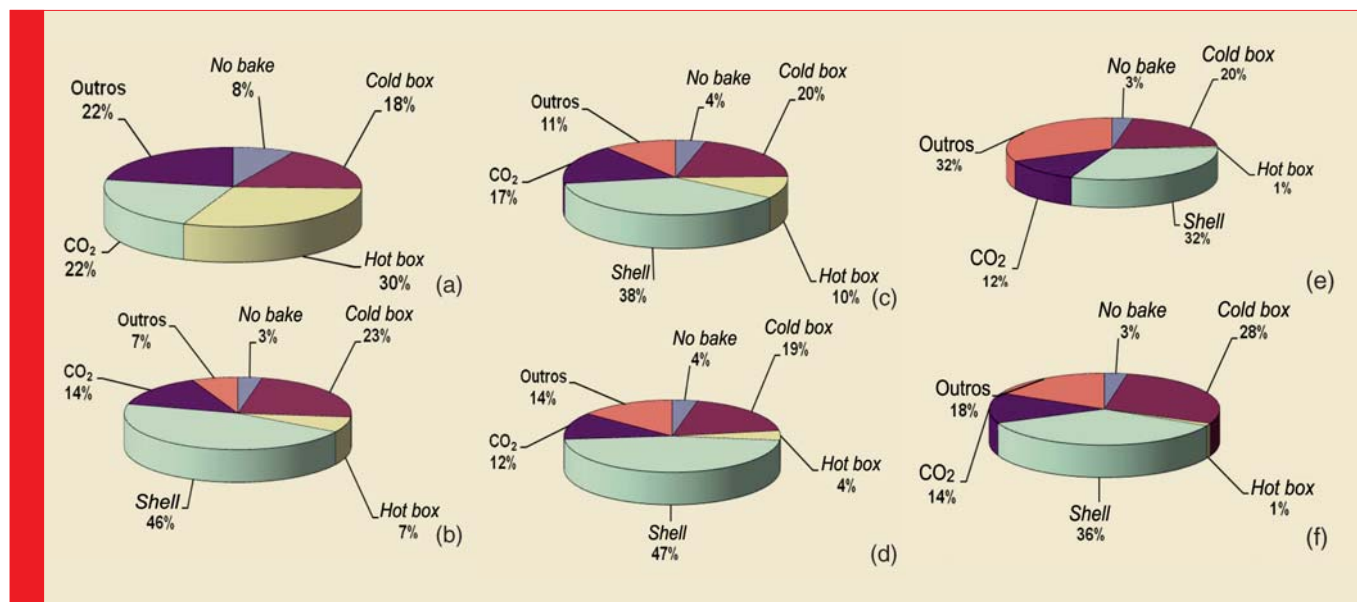 No bake
8%
Cold box
18%
Outros
22%
CO₂
22%
Hot box
30%
(a)
No bake
3%
Cold box
23%
Outros
7%
CO₂
14%
Shell
46%
Hot box
7%
(b)
No bake
4%
Cold box
20%
Outros
11%
CO₂
17%
Shell
38%
Hot box
10%
(c)
No bake
4%
Cold box
19%
Outros
14%
CO₂
12%
Shell
47%
Hot box
4%
(d)
No bake
3%
Cold box
20%
Outros
32%
Hot box
1%
Shell
32%
CO₂
12%
(e)
No bake
3%
Cold box
28%
Outros
18%
CO₂
14%
Shell
36%
Hot box
1%
(f)